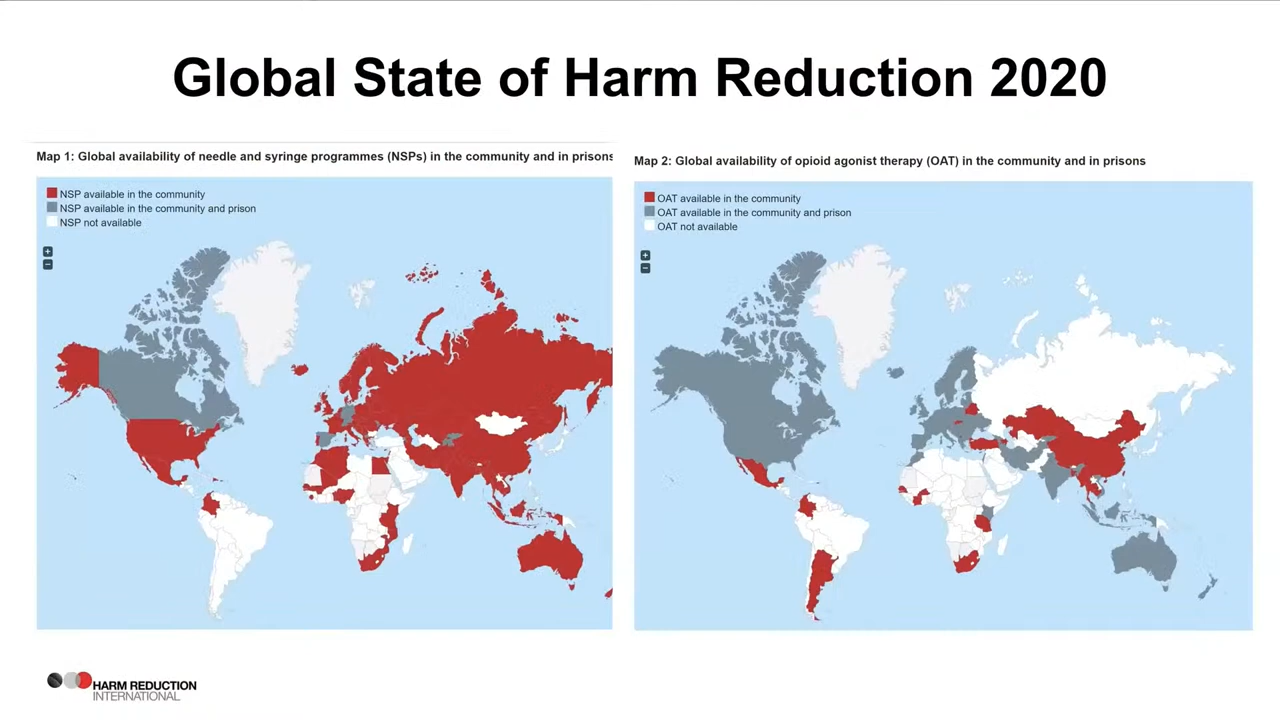 Global State of Harm Reduction 2020
Map 1: Global availability of needle and syringe programmes (NSPs) in the community and in prisons
NSP available in the community
NSP available in the community and prison
NSP not available
+
−
Map 2: Global availability of opioid agonist therapy (OAT) in the community and in prisons
OAT available in the community
OAT available in the community and prison
OAT not available
+
−
HARM REDUCTION
INTERNATIONAL